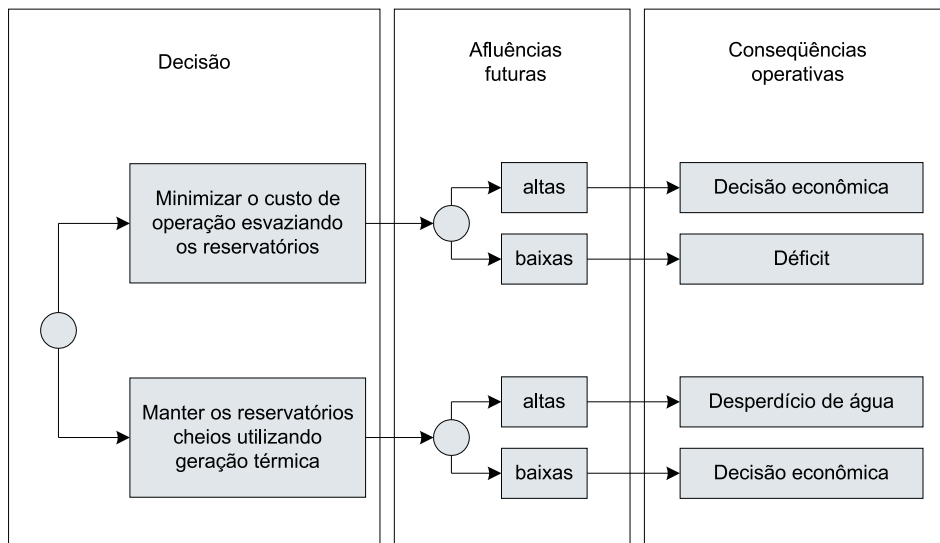 Decisão
Afluências
futuras
Conseqüências
operativas
Minimizar o custo de
operação esvaziando
os reservatórios
altas
Decisão econômica
baixas
Déficit
Manter os reservatórios
cheios utilizando
geração térmica
altas
Desperdício de água
baixas
Decisão econômica